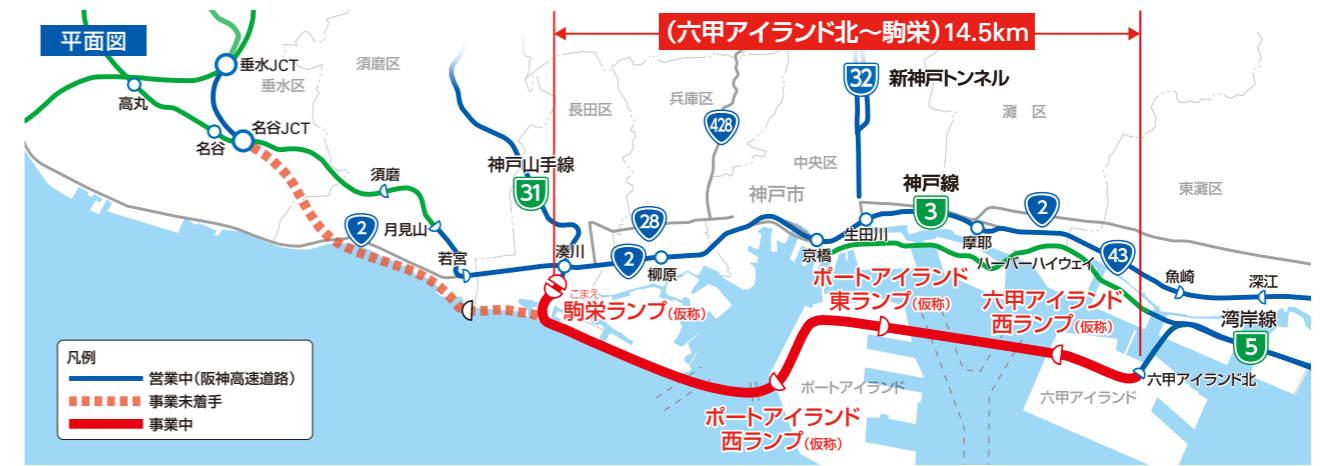 平面図
(六甲アイランド北～駒栄)14.5km
垂水JCT
垂水区
須磨区
高丸
名谷
名谷JCT
須磨
月見山
若宮
2
神戸山手線
31
長田区
兵庫区
428
中央区
神戸市
32
新神戸トンネル
灘 区
東灘区
神戸線
3
2
43
28
2
湊川
柳原
京橋
生田川
摩耶
ハーバーハイウェイ
魚崎
深江
湾岸線
5
こまえ
駒栄ランプ(仮称)
ポートアイランド
東ランプ(仮称)
六甲アイランド
西ランプ(仮称)
六甲アイランド北
ポートアイランド
六甲アイランド
ポートアイランド
西ランプ(仮称)
凡例
営業中(阪神高速道路)
事業未着手
事業中